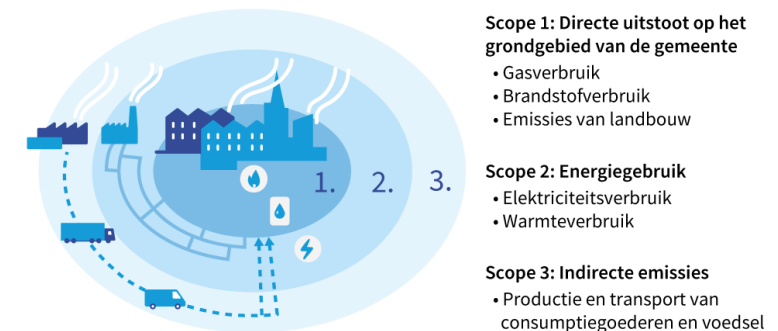 1.
2.
3.
Scope 1: Directe uitstoot op het
grondgebied van de gemeente
• Gasverbruik
• Brandstofverbruik
• Emissies van landbouw
Scope 2: Energiegebruik
• Elektriciteitsverbruik
• Warmteverbruik
Scope 3: Indirecte emissies
• Productie en transport van
consumptiegoederen en voedsel